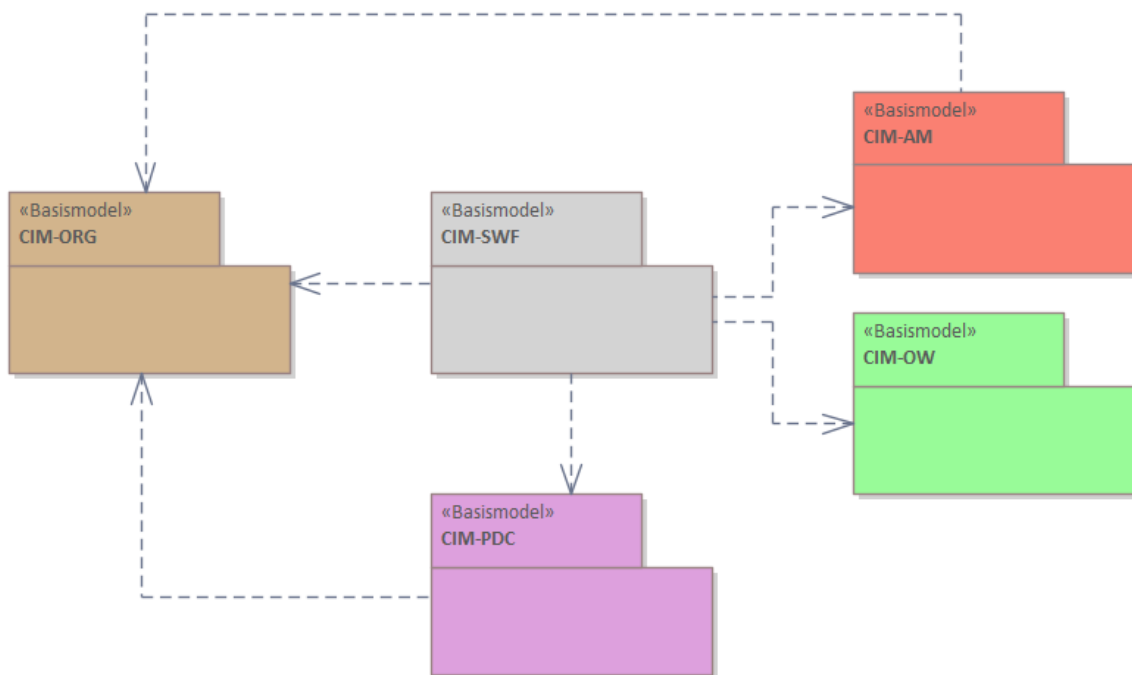 «Basismodel»
CIM-AM
«Basismodel»
CIM-ORG
«Basismodel»
CIM-SWF
«Basismodel»
CIM-OW
«Basismodel»
CIM-PDC